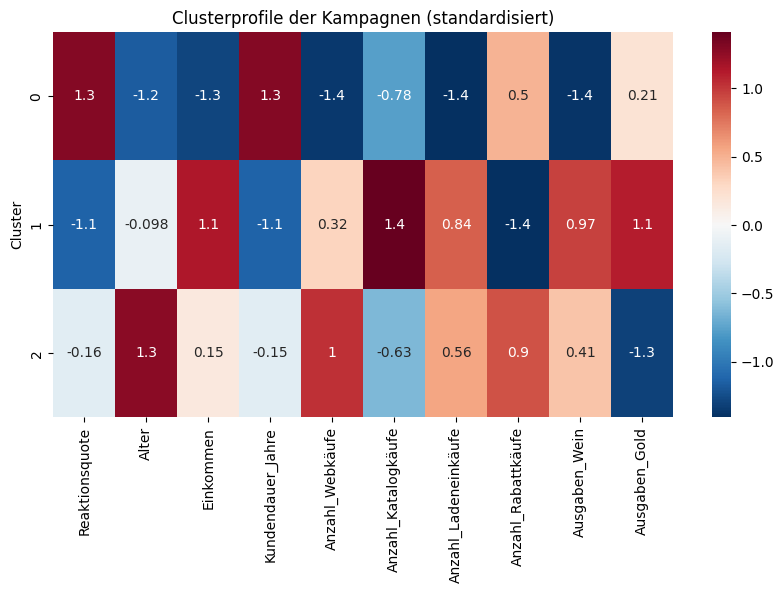 Clusterprofile der Kampagnen (standardisiert)
Cluster
0
1.3 -1.2 -1.3 1.3 -1.4 -0.78 -1.4 0.5 -1.4 0.21
1
-1.1 -0.098 1.1 -1.1 0.32 1.4 0.84 -1.4 0.97 1.1
2
-0.16 1.3 0.15 -0.15 1 -0.63 0.56 0.9 0.41 -1.3
Reaktionsquote
Alter
Einkommen
Kundendauer_Jahre
Anzahl_Webkäufe
Anzahl_Katalogkäufe
Anzahl_Ladeneinkäufe
Anzahl_Rabattkäufe
Ausgaben_Wein
Ausgaben_Gold
1.0
0.5
0.0
−0.5
−1.0